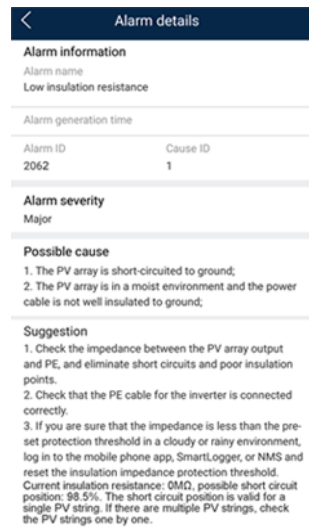 Alarm details
Alarm information
Alarm name
Low insulation resistance
Alarm generation time
Alarm ID
Cause ID
2062
1
Alarm severity
Major
Possible cause
1. The PV array is short-circuited to ground;
2. The PV array is in a moist environment and the power
cable is not well insulated to ground;
Suggestion
1. Check the impedance between the PV array output
and PE, and eliminate short circuits and poor insulation
points.
2. Check that the PE cable for the inverter is connected
correctly.
3. If you are sure that the impedance is less than the pre-
set protection threshold in a cloudy or rainy environment,
log in to the mobile phone app, SmartLogger, or NMS and
reset the insulation impedance protection threshold.
Current insulation resistance: 0MΩ, possible short circuit
position: 98.5%. The short circuit position is valid for a
single PV string. If there are multiple PV strings, check
the PV strings one by one.